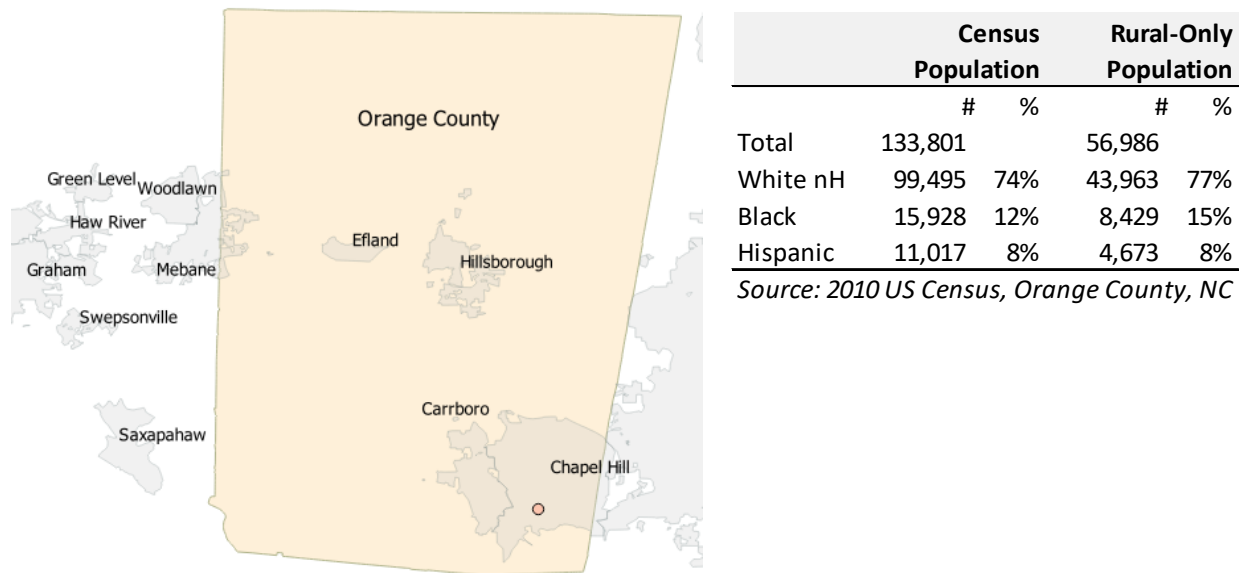 Orange County
Green Level
Woodlawn
Haw River
Efland
Hillsborough
Graham
Mebane
Swepsonville
Carrboro
Saxapahaw
Chapel Hill
Census Rural-Only
Population Population
# % # %
Total 133,801 56,986
White nH 99,495 74% 43,963 77%
Black 15,928 12% 8,429 15%
Hispanic 11,017 8% 4,673 8%
Source: 2010 US Census, Orange County, NC